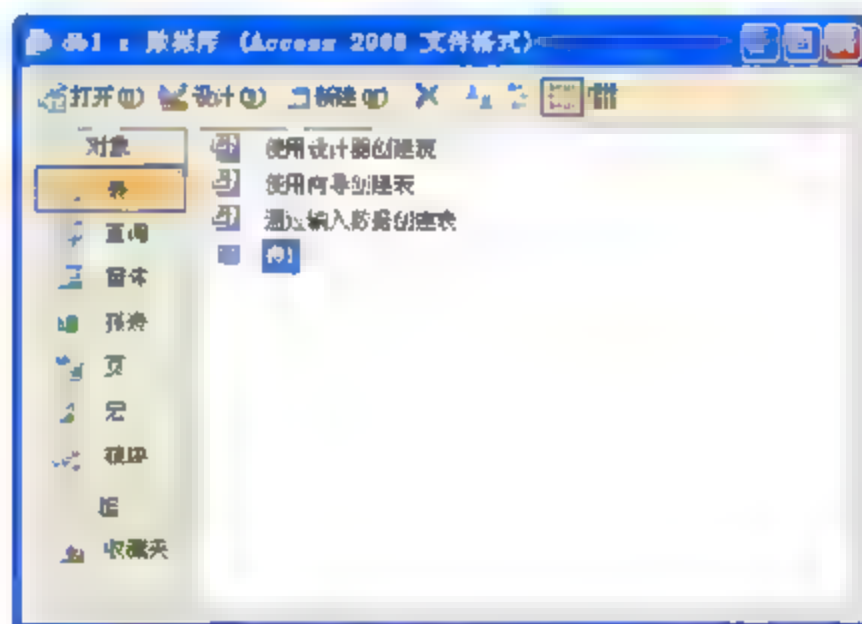 db1 : 数据库 (Access 2000 文件格式)
打开(O) 设计(D) 新建(N)
对象
表
查询
窗体
报表
页
宏
模块
组
收藏夹
使用设计器创建表
使用向导创建表
通过输入数据创建表